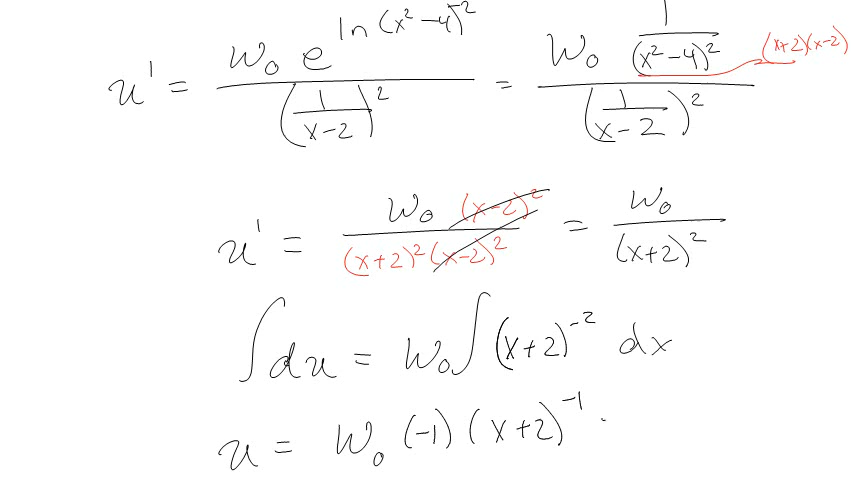 u' = W₀ e^(ln(x²-4)⁻²) / (1/(x-2))² = W₀ 1/(x²-4)² / (1/(x-2))² (x+2)(x-2)
u' = W₀ (x-2)² / (x+2)²(x-2)² = W₀ / (x+2)²
∫du = W₀∫(x+2)⁻² dx
u = W₀ (-1)(x+2)⁻¹.